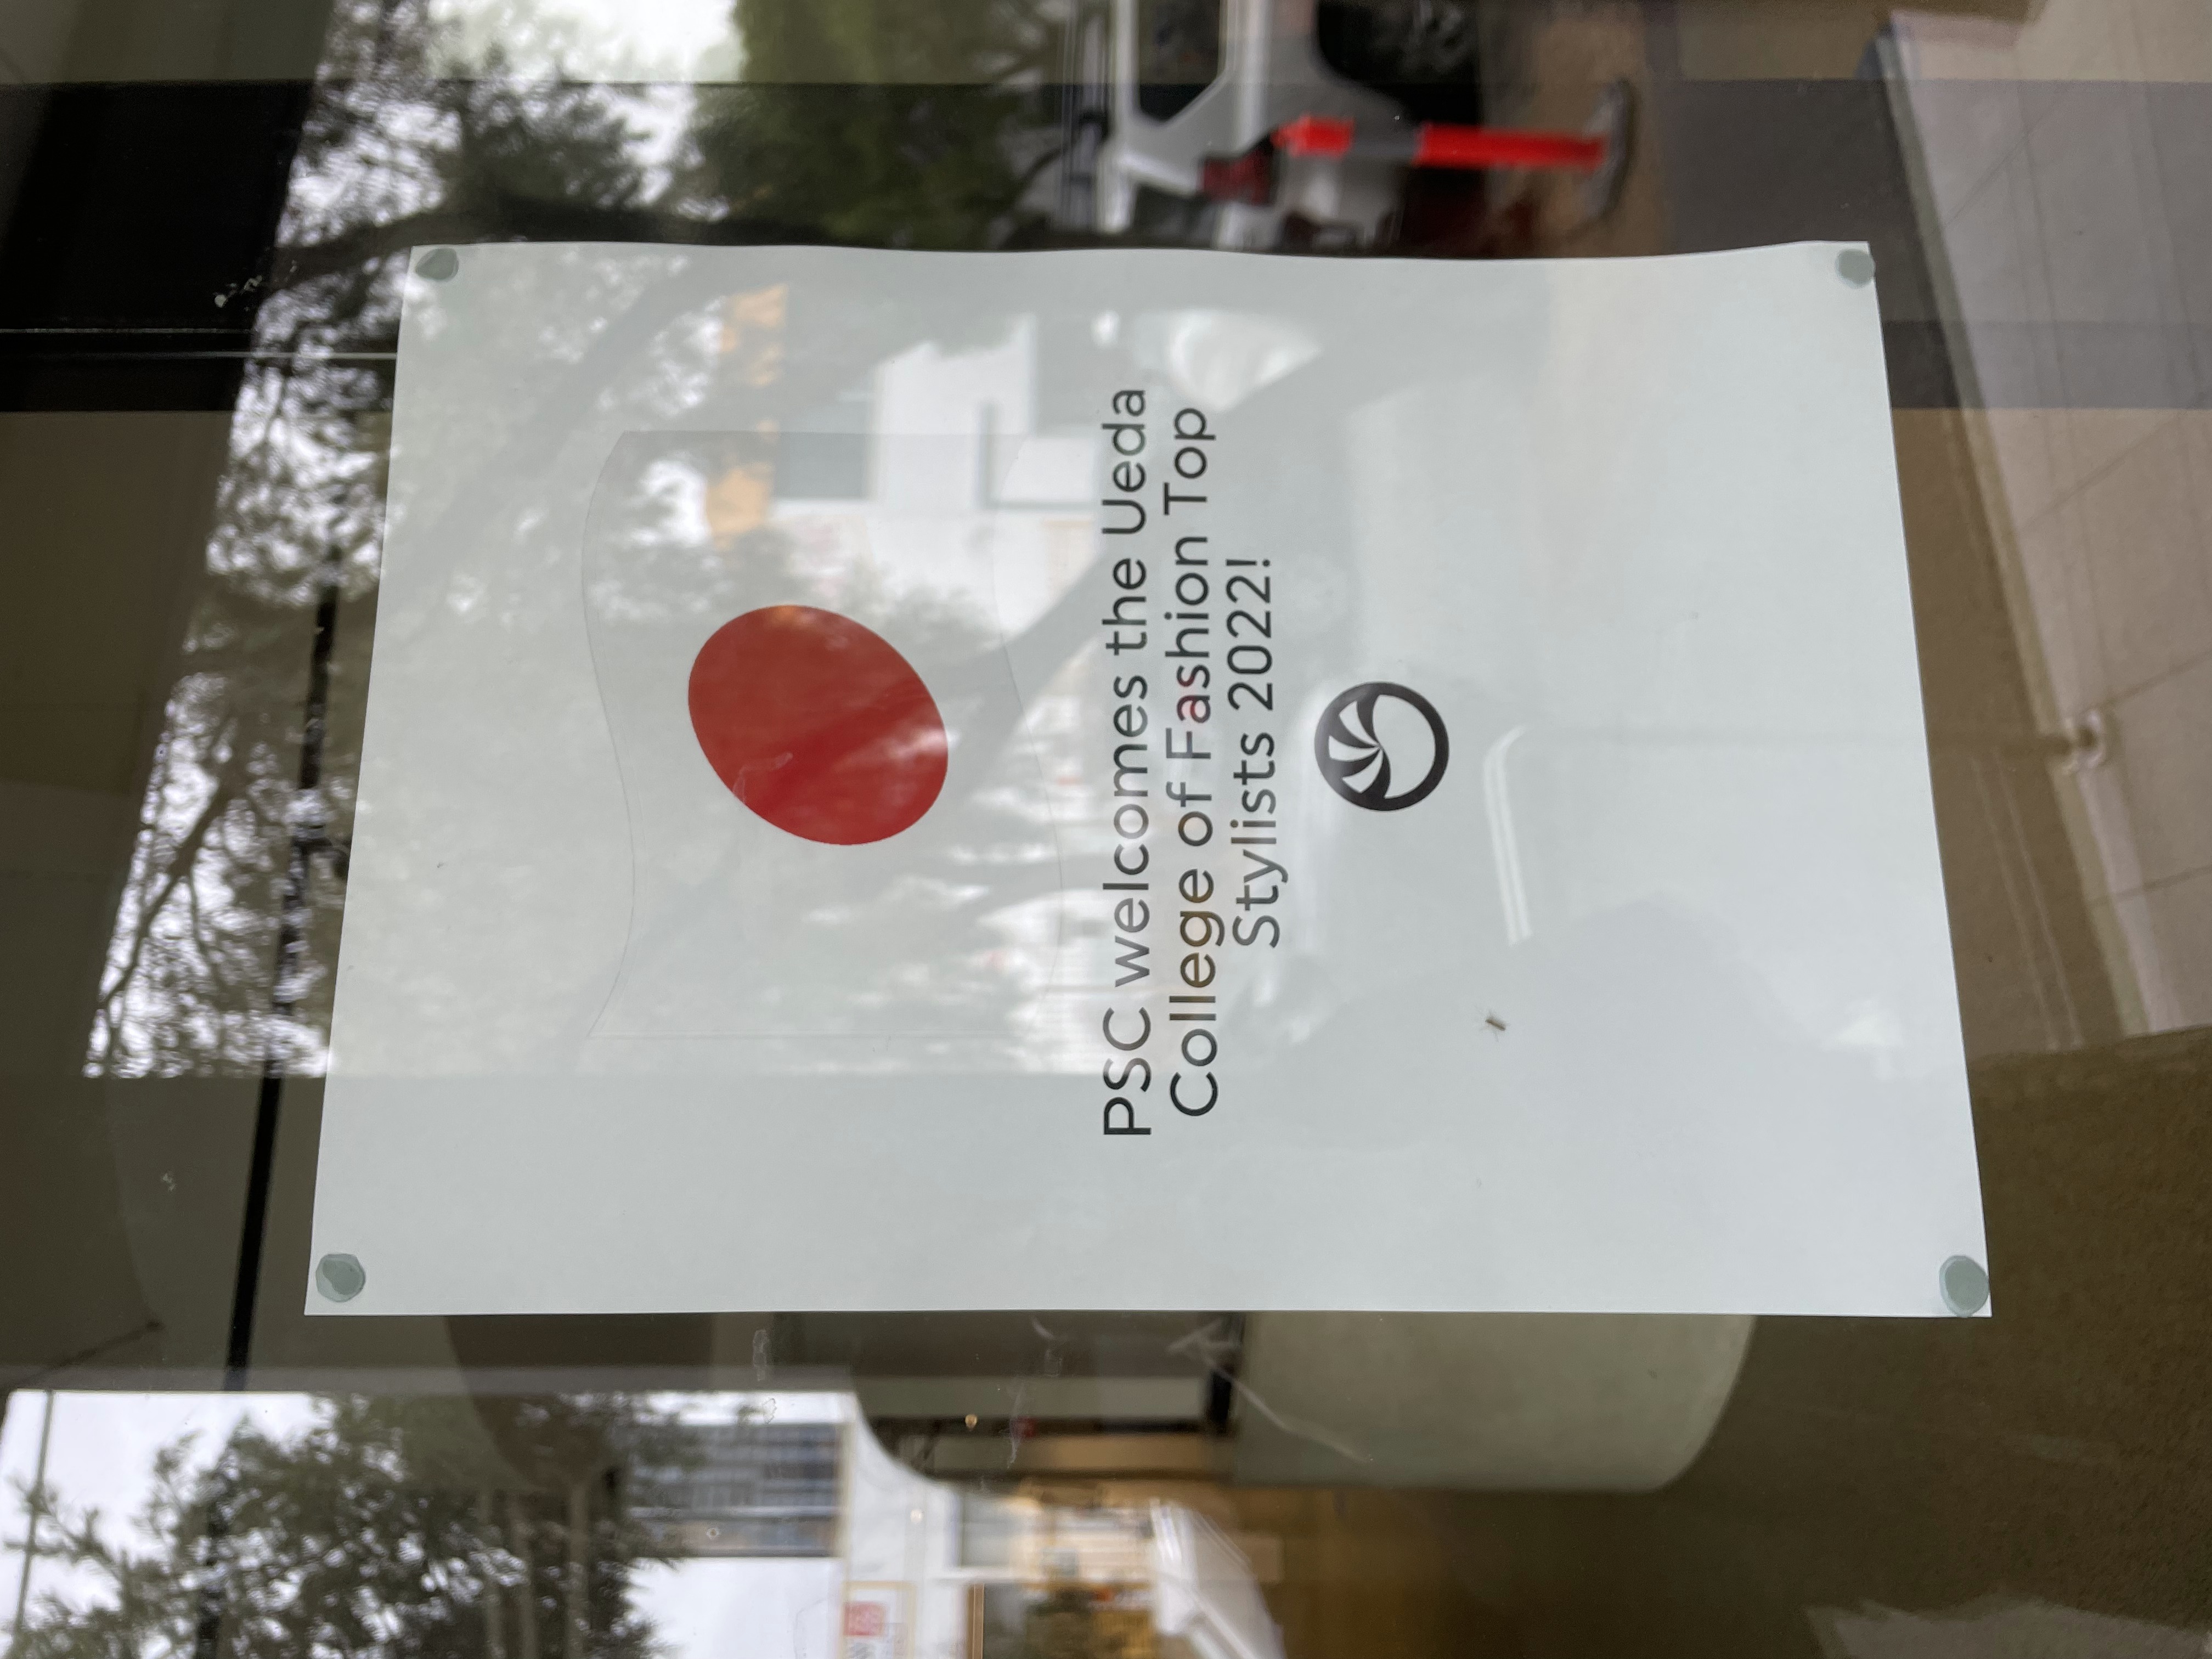 PSC welcomes the Ueda
College of Fashion Top
Stylists 2022!